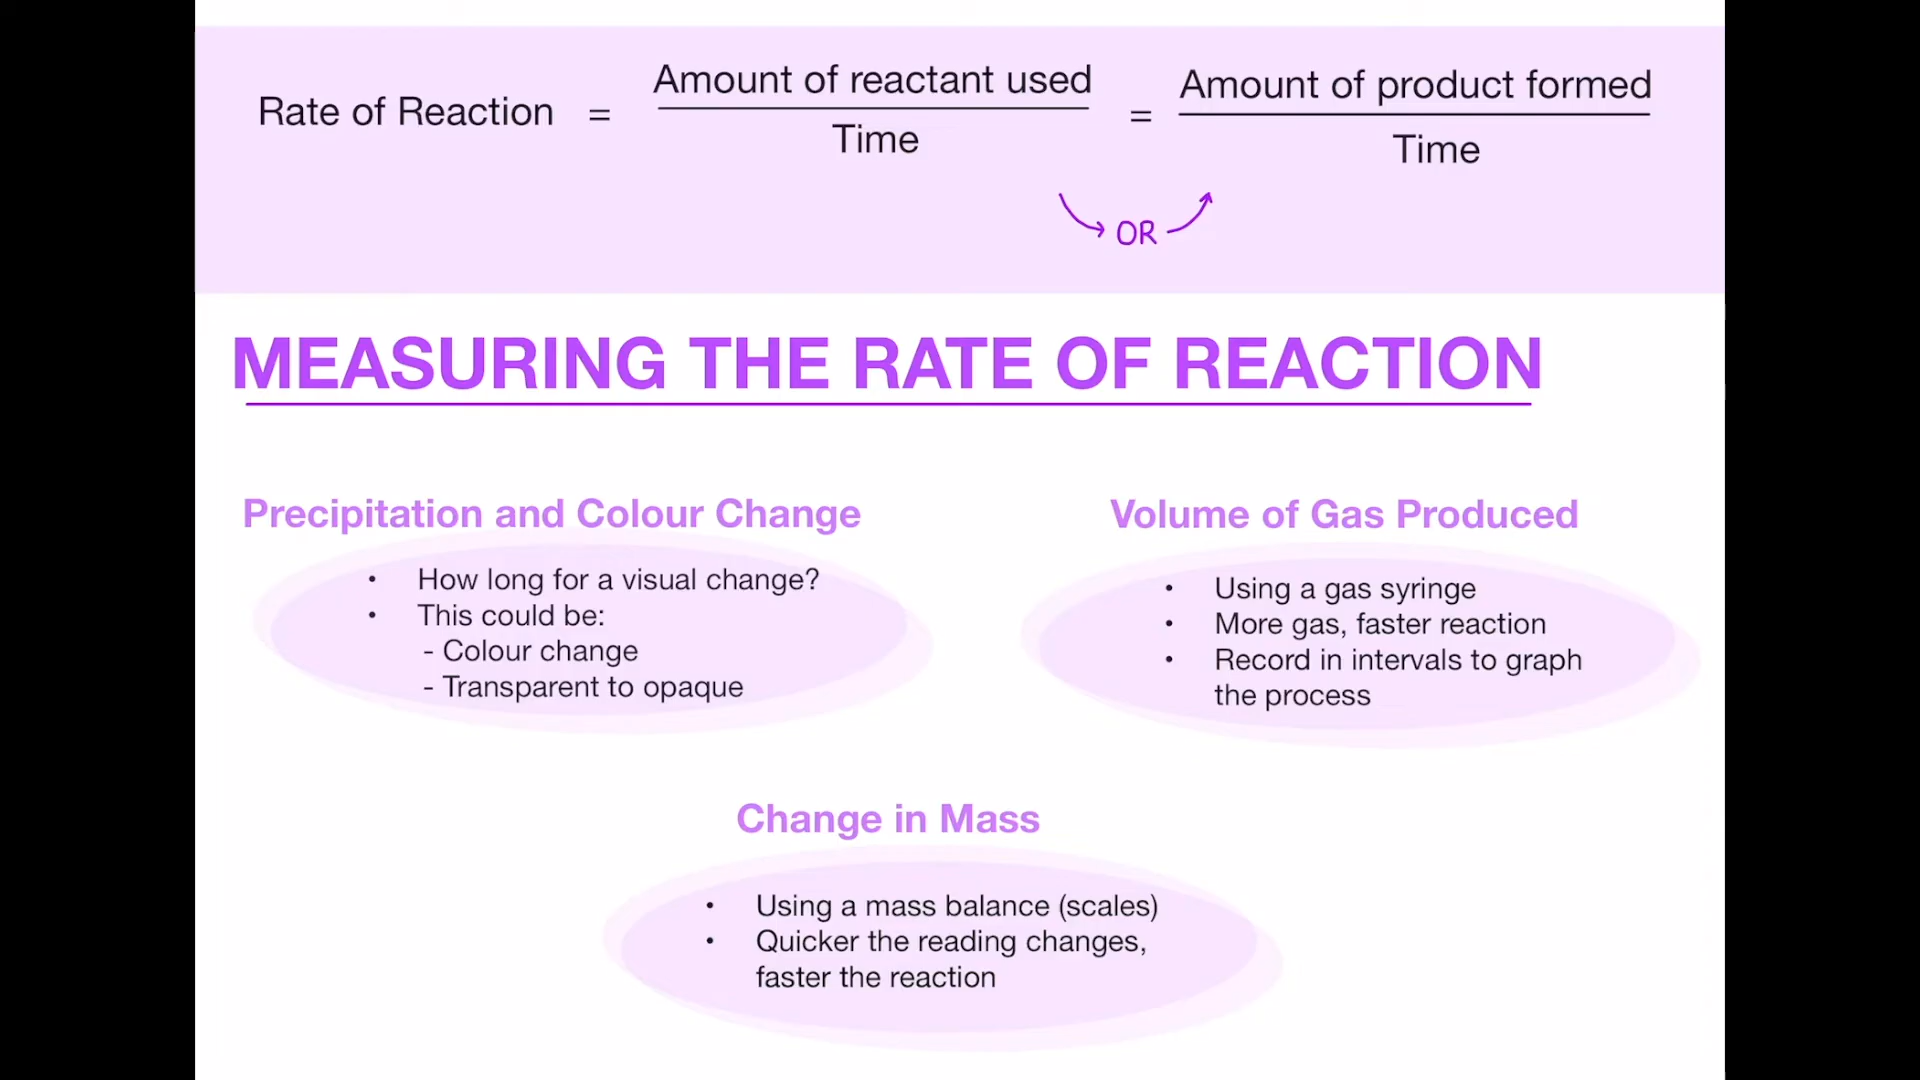 Rate of Reaction = Amount of reactant used = Amount of product formed
Time Time
OR
MEASURING THE RATE OF REACTION
Precipitation and Colour Change
• How long for a visual change?
• This could be:
- Colour change
- Transparent to opaque
Volume of Gas Produced
• Using a gas syringe
• More gas, faster reaction
• Record in intervals to graph
the process
Change in Mass
• Using a mass balance (scales)
• Quicker the reading changes,
faster the reaction